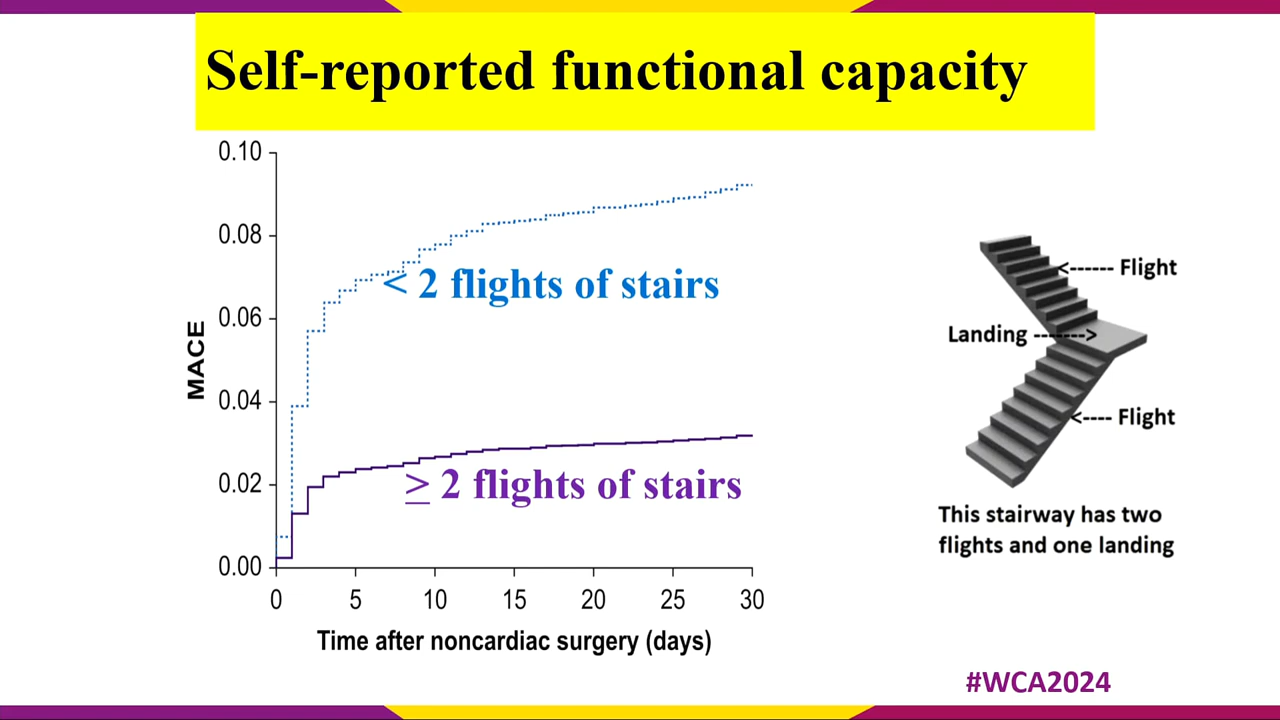 Self-reported functional capacity
0.10
0.08
0.06
0.04
0.02
0.00
MACE
< 2 flights of stairs
≥ 2 flights of stairs
0 5 10 15 20 25 30
Time after noncardiac surgery (days)
<------ Flight
Landing ------->
<---- Flight
This stairway has two
flights and one landing
#WCA2024